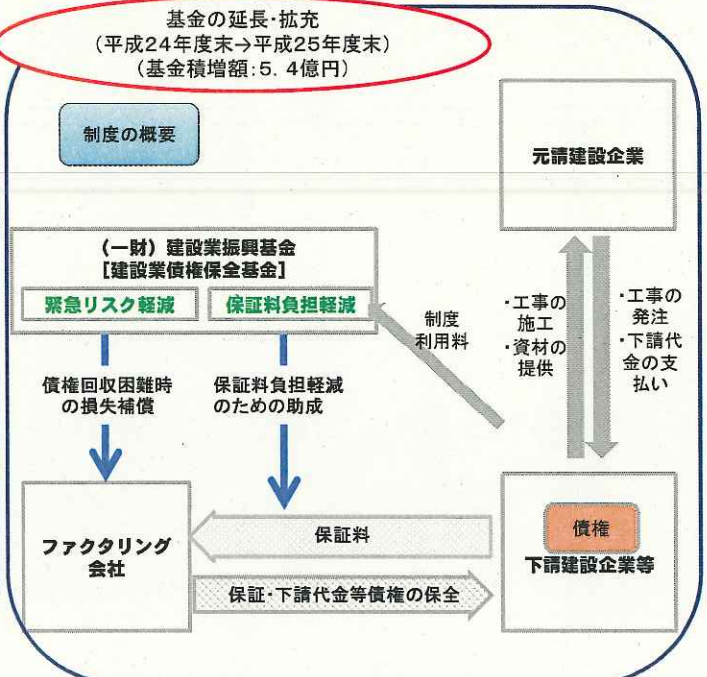 基金の延長・拡充
（平成24年度末→平成25年度末）
（基金積増額：5．4億円）
制度の概要
元請建設企業
（一財）建設業振興基金
［建設業債権保全基金］
緊急リスク軽減
保証料負担軽減
制度
利用料
・工事の
施工
・資材の
提供
・工事の
発注
・下請代
金の支
払い
債権回収困難時
の損失補償
保証料負担軽減
のための助成
ファクタリング
会社
保証料
保証・下請代金等債権の保全
債権
下請建設企業等